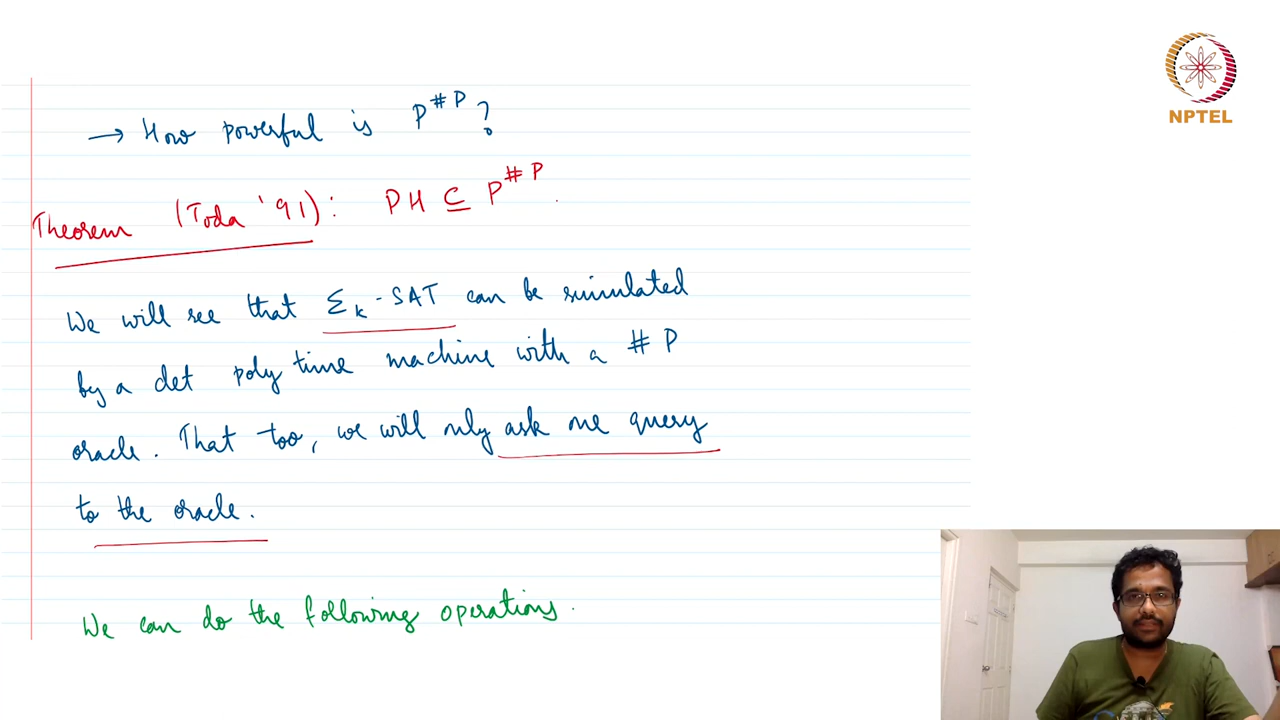 NPTEL
→ How powerful is P^#P ?
Theorem (Toda '91): PH ⊆ P^#P.
We will see that Σk-SAT can be simulated
by a det poly time machine with a #P
oracle. That too, we will only ask one query
to the oracle.
We can do the following operations.